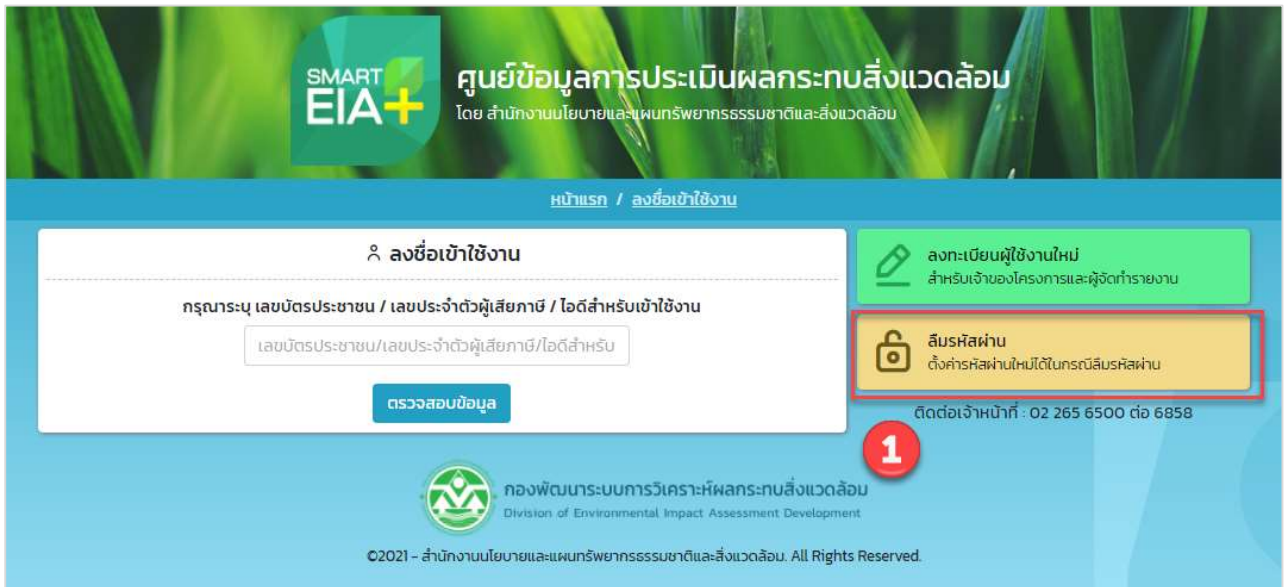 SMART
EIA+
ศูนย์ข้อมูลการประเมินผลกระทบสิ่งแวดล้อม
โดย สำนักงานนโยบายและแผนทรัพยากรธรรมชาติและสิ่งแวดล้อม
หน้าแรก / ลงชื่อเข้าใช้งาน
ลงชื่อเข้าใช้งาน
กรุณาระบุ เลขบัตรประชาชน / เลขประจำตัวผู้เสียภาษี / ไอดีสำหรับเข้าใช้งาน
เลขบัตรประชาชน/เลขประจำตัวผู้เสียภาษี/ไอดีสำหรับ
ตรวจสอบข้อมูล
ลงทะเบียนผู้ใช้งานใหม่
สำหรับเจ้าของโครงการและผู้จัดทำรายงาน
ลืมรหัสผ่าน
ตั้งค่ารหัสผ่านใหม่ได้ในกรณีลืมรหัสผ่าน
ติดต่อเจ้าหน้าที่ : 02 265 6500 ต่อ 6858
1
กองพัฒนาระบบการวิเคราะห์ผลกระทบสิ่งแวดล้อม
Division of Environmental Impact Assessment Development
©2021 - สำนักงานนโยบายและแผนทรัพยากรธรรมชาติและสิ่งแวดล้อม. All Rights Reserved.